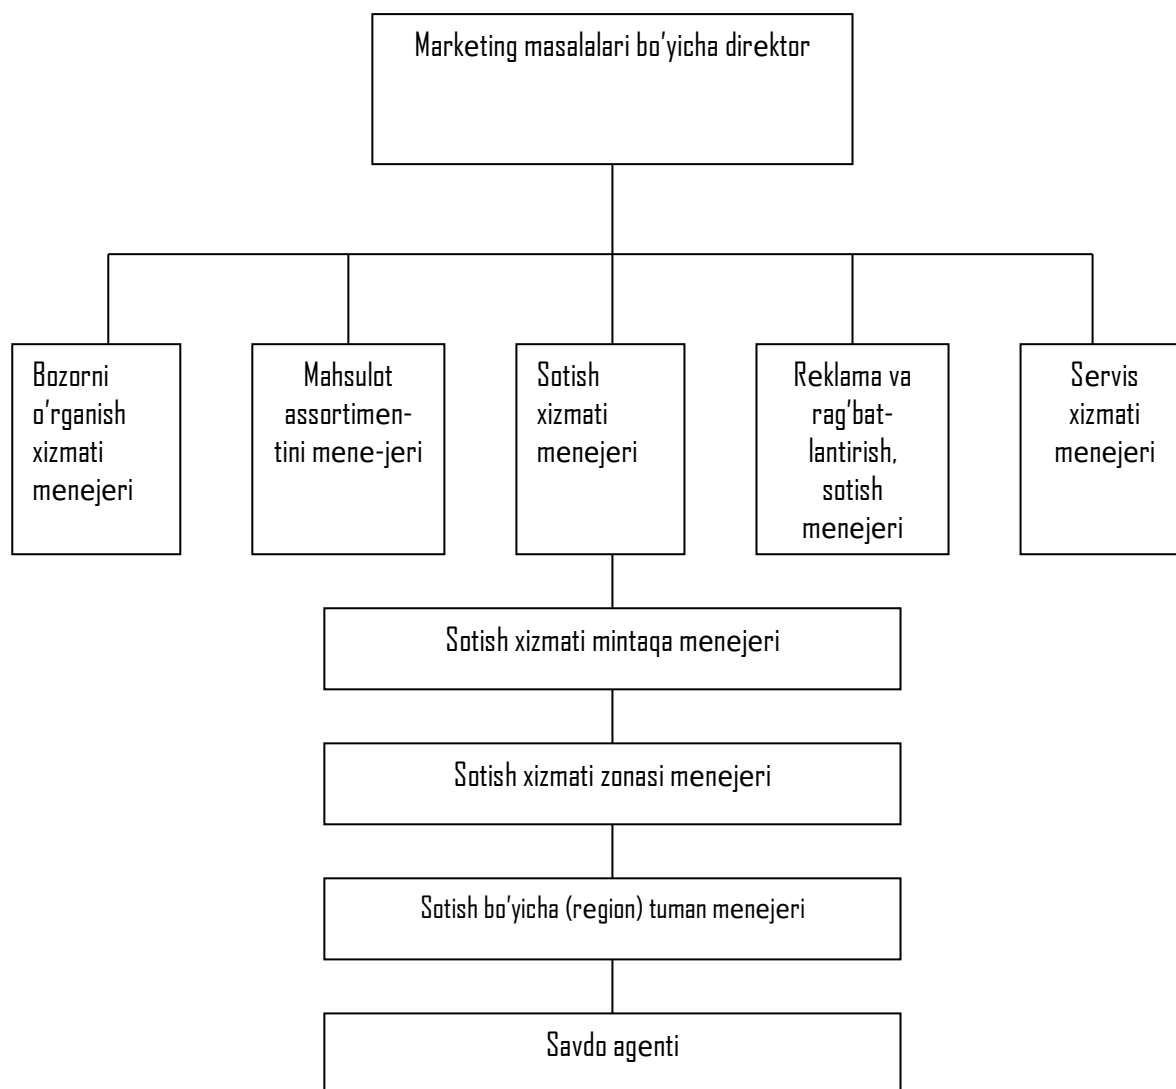 Marketing masalalari bo'yicha direktor
Bozorni
o'rganish
xizmati
menejeri
Mahsulot
assortimen-
tini mene-jeri
Sotish
xizmati
menejeri
Reklama va
rag'bat-
lantirish,
sotish
menejeri
Servis
xizmati
menejeri
Sotish xizmati mintaqa menejeri
Sotish xizmati zonasi menejeri
Sotish bo'yicha (region) tuman menejeri
Savdo agenti